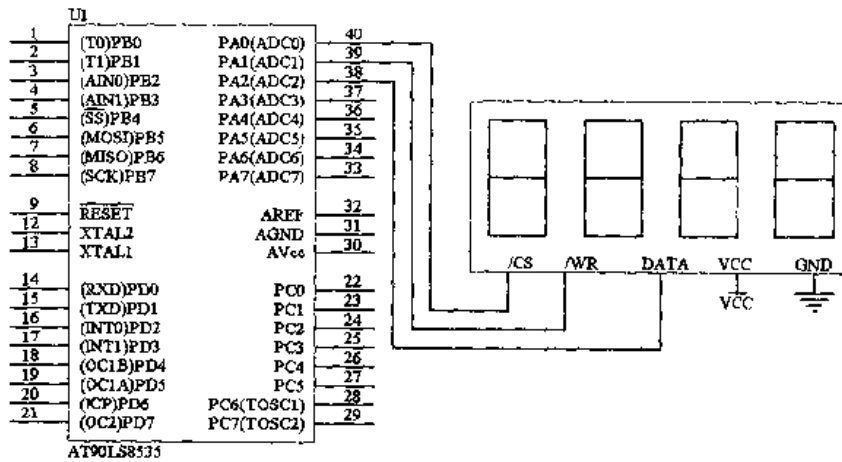 U1
1 (T0)PB0 PA0(ADC0) 40
2 (T1)PB1 PA1(ADC1) 39
3 (AIN0)PB2 PA2(ADC2) 38
4 (AIN1)PB3 PA3(ADC3) 37
5 (SS)PB4 PA4(ADC4) 36
6 (MOSI)PB5 PA5(ADC5) 35
7 (MISO)PB6 PA6(ADC6) 34
8 (SCK)PB7 PA7(ADC7) 33
9 RESET AREF 32
12 XTAL2 AGND 31
13 XTAL1 AVcc 30
14 (RXD)PD0 PC0 22
15 (TXD)PD1 PC1 23
16 (INT0)PD2 PC2 24
17 (INT1)PD3 PC3 25
18 (OC1B)PD4 PC4 26
19 (OC1A)PD5 PC5 27
20 (ICP)PD6 PC6(TOSC1) 28
21 (OC2)PD7 PC7(TOSC2) 29
AT90LS8535
/CS /WR DATA VCC GND
VCC